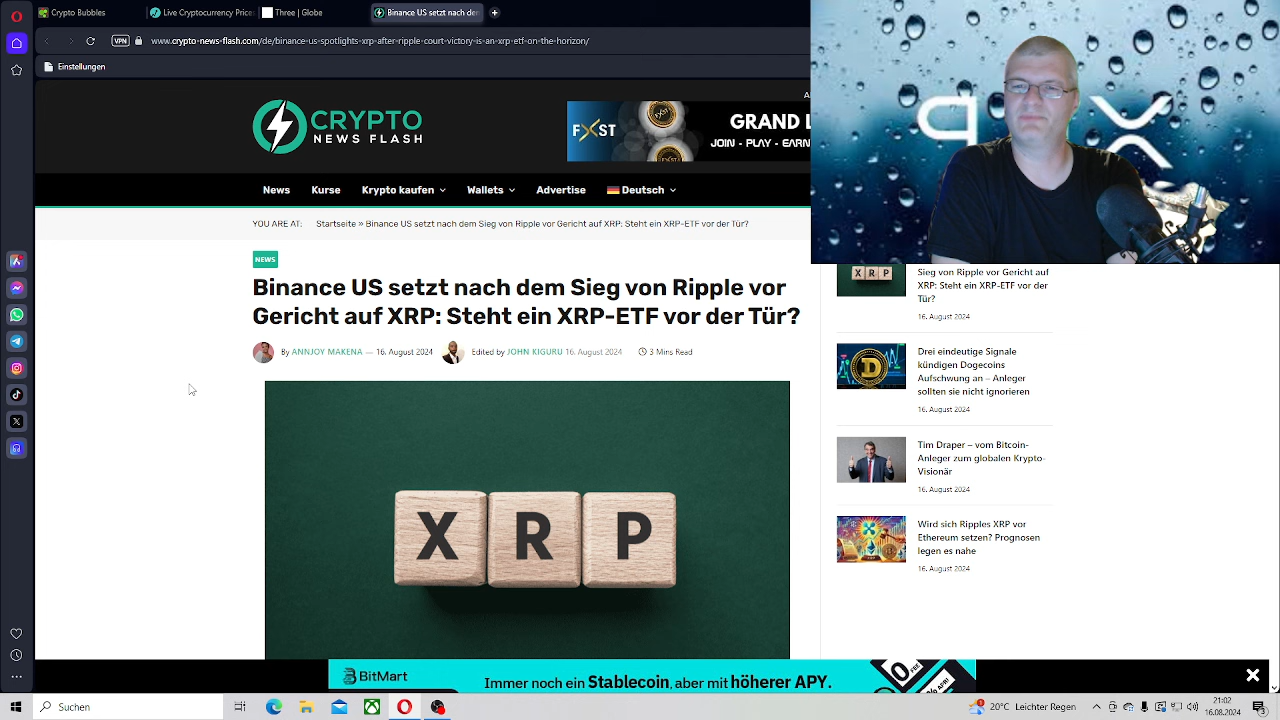 Crypto Bubbles
Live Cryptocurrency Price
Three | Globe
Binance US setzt nach den
VPN
www.crypto-news-flash.com/de/binance-us-spotlights-xrp-after-ripple-court-victory-is-an-xrp-etf-on-the-horizon/
Einstellungen
CRYPTO
NEWS FLASH
FXST
GRAND L
JOIN - PLAY - EARN
News
Kurse
Krypto kaufen
Wallets
Advertise
Deutsch
YOU ARE AT: Startseite » Binance US setzt nach dem Sieg von Ripple vor Gericht auf XRP: Steht ein XRP-ETF vor der Tür?
NEWS
Binance US setzt nach dem Sieg von Ripple vor
Gericht auf XRP: Steht ein XRP-ETF vor der Tür?
By ANNJOY MAKENA — 16. August 2024
Edited by JOHN KIGURU 16. August 2024
3 Mins Read
X R P
X R P
Sieg von Ripple vor Gericht auf
XRP: Steht ein XRP-ETF vor der
Tür?
16. August 2024
Drei eindeutige Signale
kündigen Dogecoins
Aufschwung an – Anleger
sollten sie nicht ignorieren
16. August 2024
Tim Draper – vom Bitcoin-
Anleger zum globalen Krypto-
Visionär
16. August 2024
Wird sich Ripples XRP vor
Ethereum setzen? Prognosen
legen es nahe
16. August 2024
BitMart
Immer noch ein Stablecoin, aber mit höherer APY.
Suchen
20°C Leichter Regen
21:02
16.08.2024